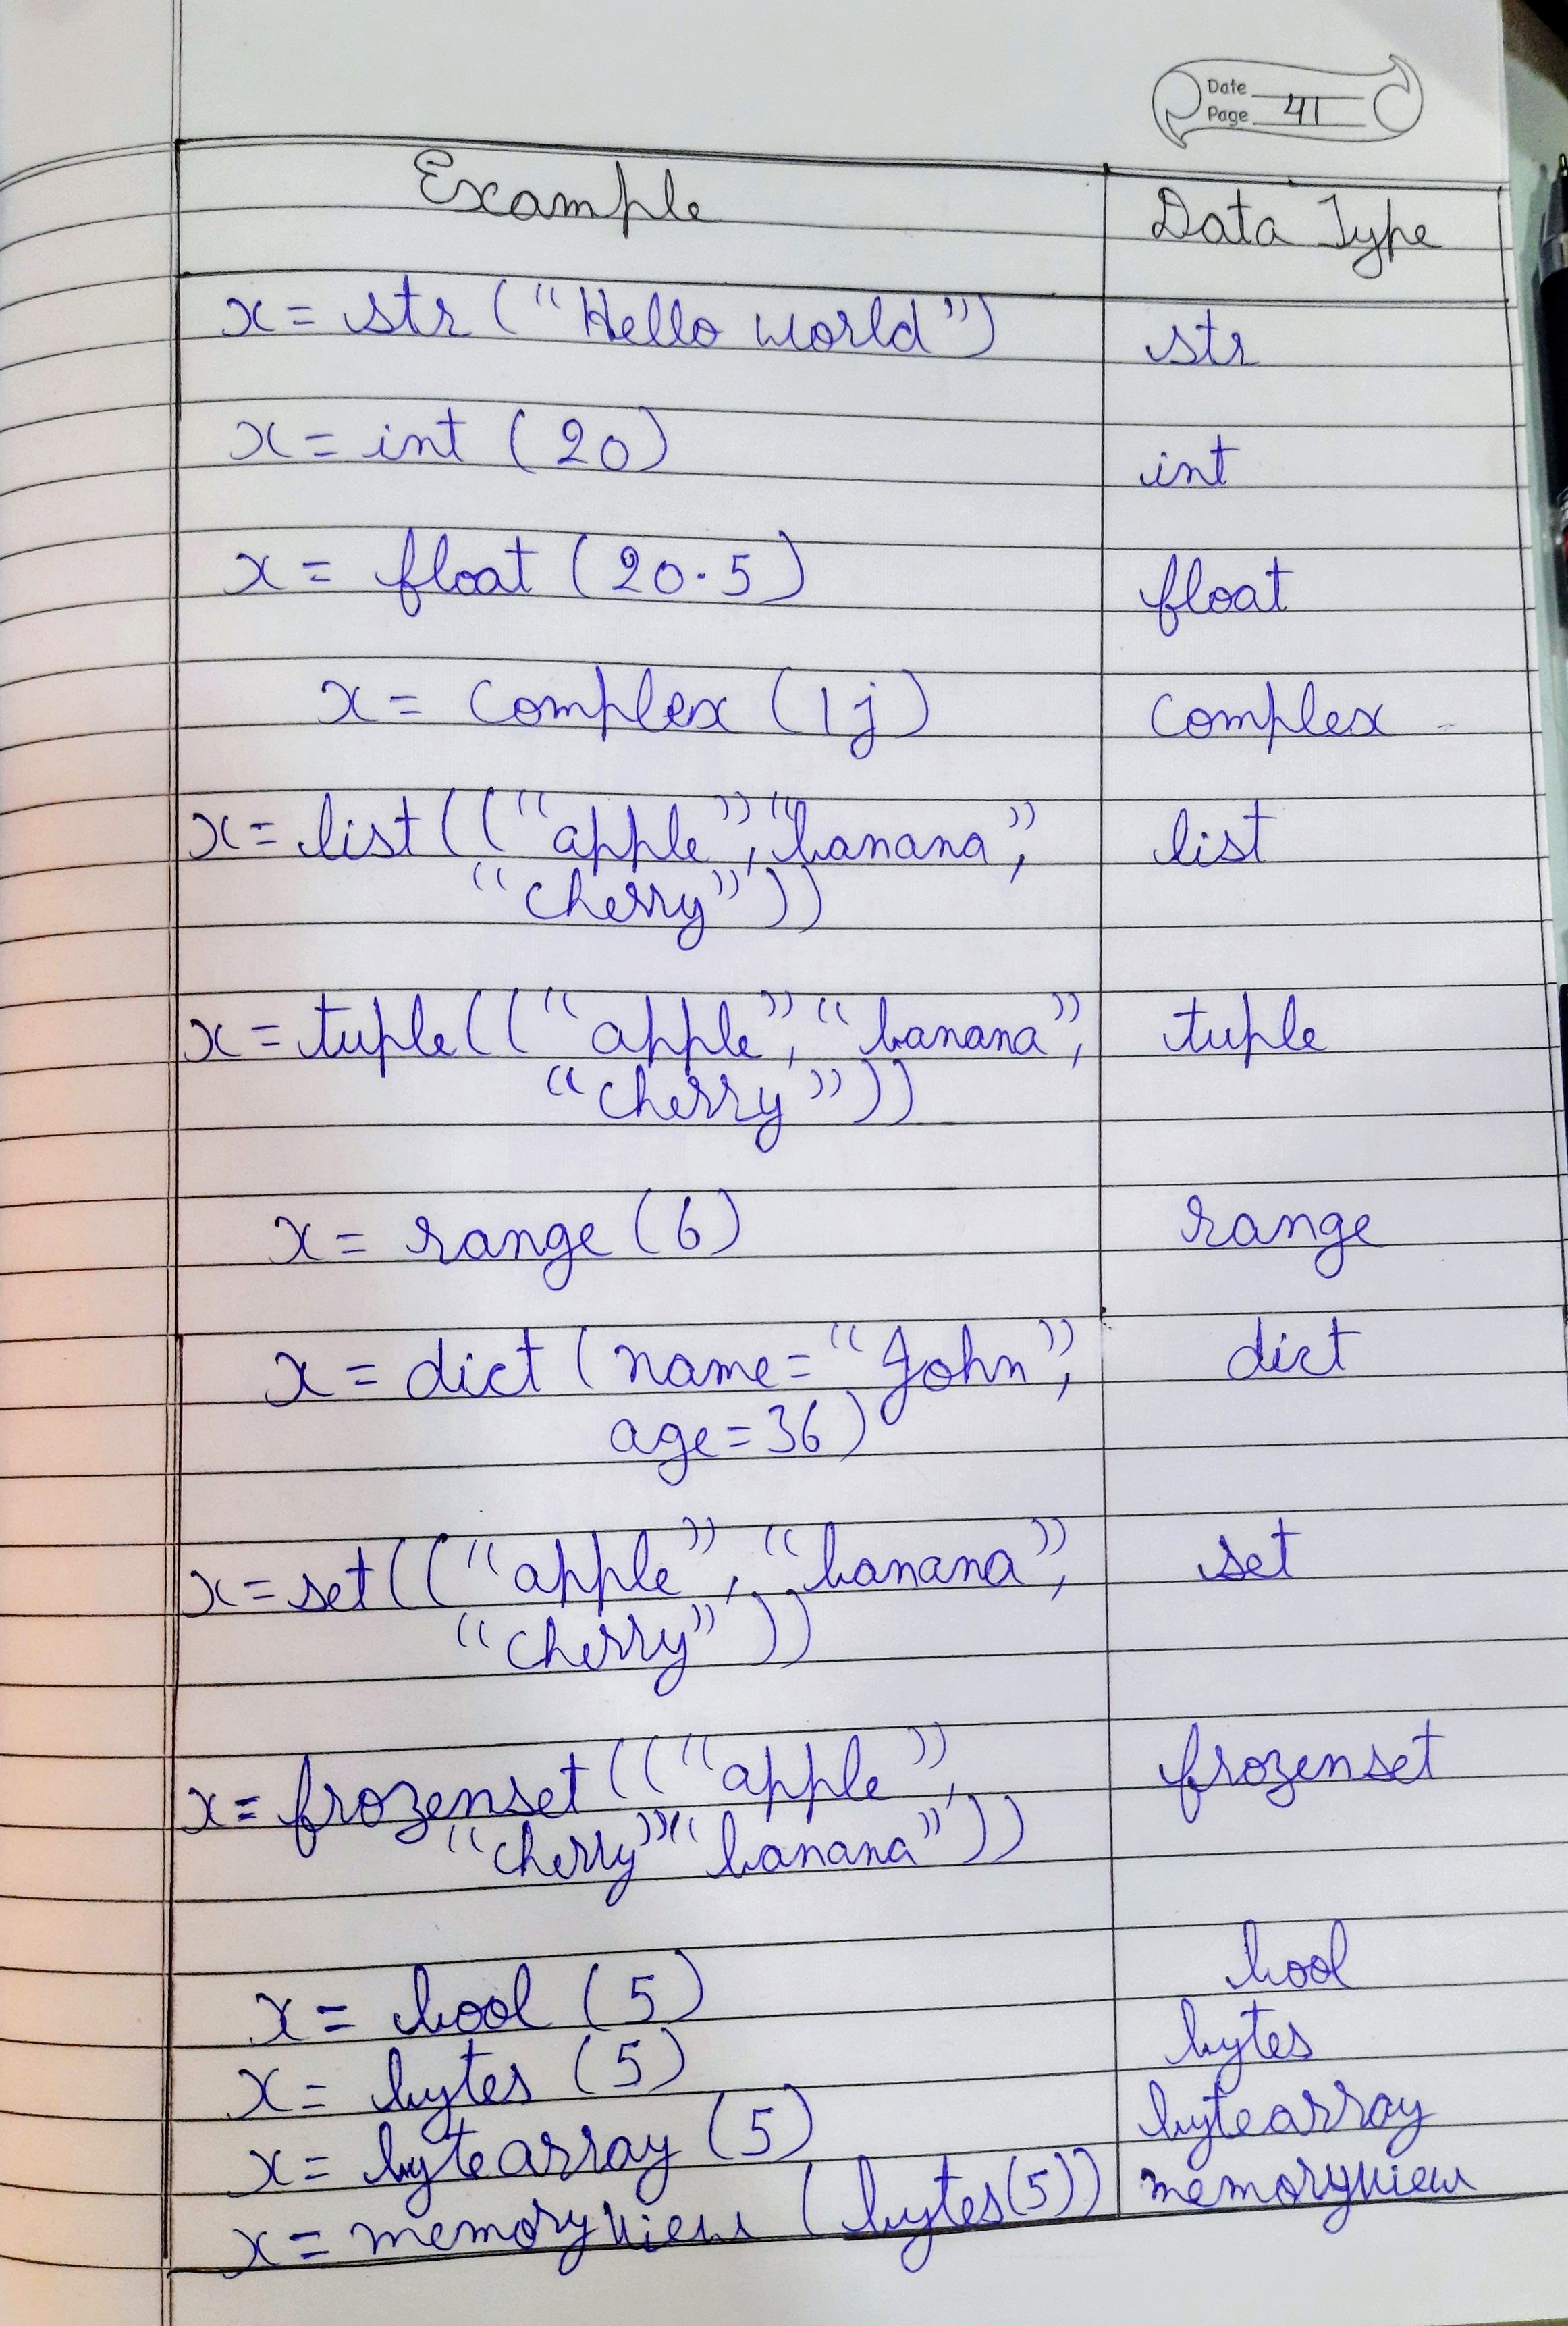 Date
Page 41
Example Data Type
x = str ("Hello world") str
x = int (20) int
x = float (20.5) float
x = complex (1j) complex
x = list(("apple", "banana", list
"cherry"))
x = tuple(("apple", "banana", tuple
"cherry"))
x = range (6) range
x = dict (name = "John", dict
age = 36)
x = set(("apple", "banana", set
"cherry"))
x = frozenset(("apple", frozenset
"cherry", "banana"))
x = bool (5) bool
x = bytes (5) bytes
x = bytearray (5) bytearray
x = memoryview (bytes(5)) memoryview